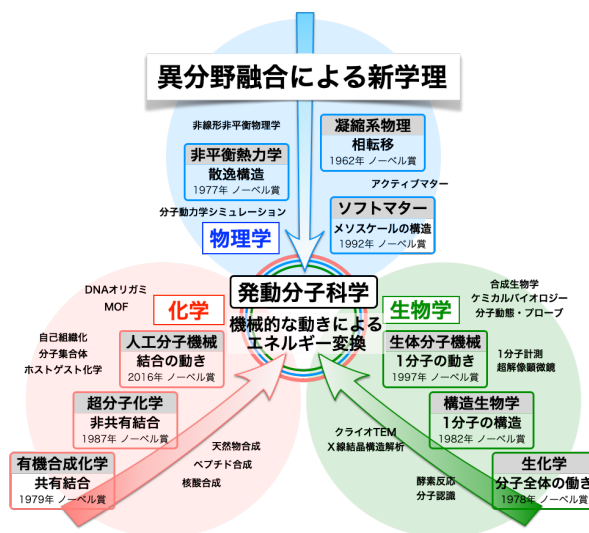 異分野融合による新学理
非線形非平衡物理学
凝縮系物理
相転移
1962年 ノーベル賞
非平衡熱力学
散逸構造
1977年 ノーベル賞
アクティブマター
分子動力学シミュレーション
ソフトマター
メソスケールの構造
1992年 ノーベル賞
物理学
発動分子科学
機械的な動きによる
エネルギー変換
DNAオリガミ
MOF
化学
自己組織化
分子集合体
ホストゲスト化学
人工分子機械
結合の動き
2016年 ノーベル賞
超分子化学
非共有結合
1987年 ノーベル賞
有機合成化学
共有結合
1979年 ノーベル賞
天然物合成
ペプチド合成
核酸合成
生物学
合成生物学
ケミカルバイオロジー
分子動態・プローブ
生体分子機械
1分子の動き
1997年 ノーベル賞
1分子計測
超解像顕微鏡
構造生物学
1分子の構造
1982年 ノーベル賞
クライオTEM
X線結晶構造解析
生化学
分子全体の働き
1978年 ノーベル賞
酵素反応
分子認識